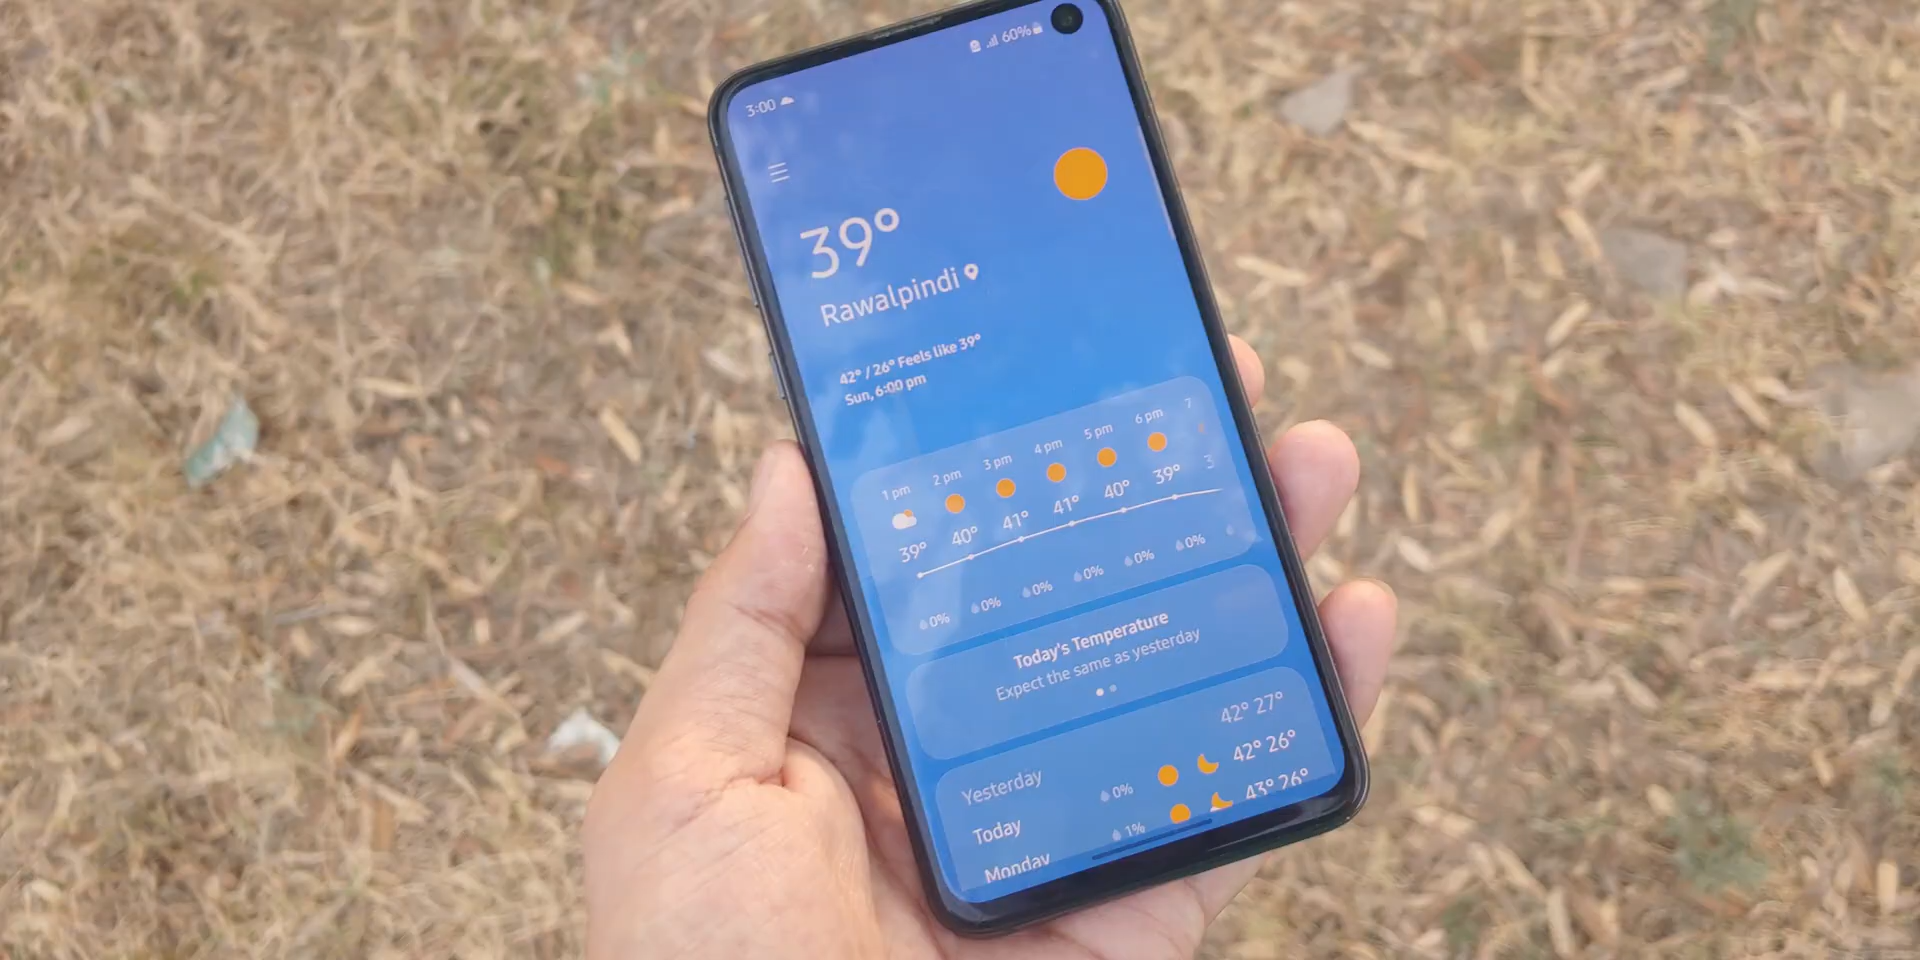 3:00 60%
39°
Rawalpindi
42° / 26° Feels like 39°
Sun, 6:00 pm
1 pm 2 pm 3 pm 4 pm 5 pm 6 pm 7
39° 40° 41° 41° 40° 39° 3
0% 0% 0% 0% 0% 0%
Today's Temperature
Expect the same as yesterday
Yesterday 42° 27°
Today 0% 42° 26°
Monday 1% 43° 26°